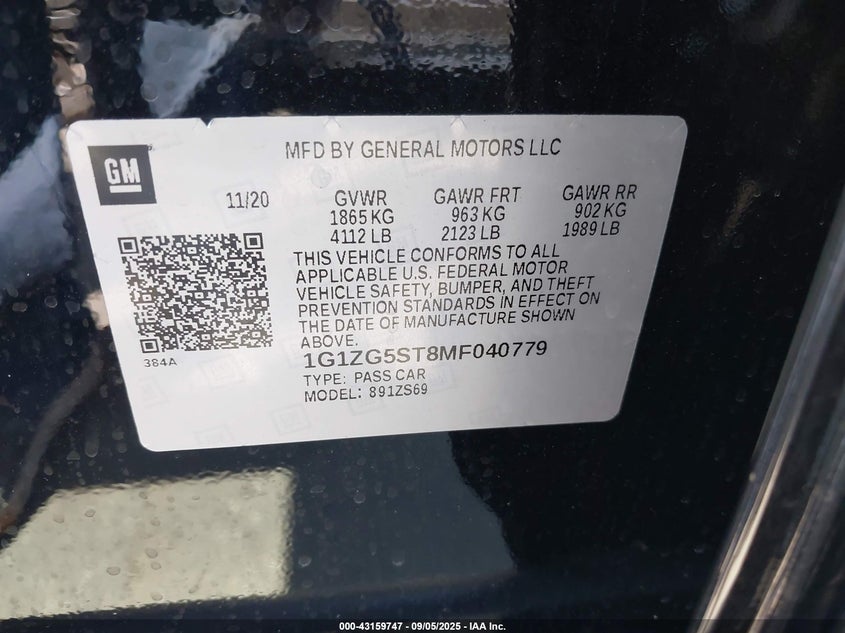 GM
MFD BY GENERAL MOTORS LLC
11/20 GVWR GAWR FRT GAWR RR
1865 KG 963 KG 902 KG
4112 LB 2123 LB 1989 LB
THIS VEHICLE CONFORMS TO ALL
APPLICABLE U.S. FEDERAL MOTOR
VEHICLE SAFETY, BUMPER, AND THEFT
PREVENTION STANDARDS IN EFFECT ON
THE DATE OF MANUFACTURE SHOWN
ABOVE.
384A
1G1ZG5ST8MF040779
TYPE: PASS CAR
MODEL: 891ZS69
000-43159747 - 09/05/2025 - IAA Inc.